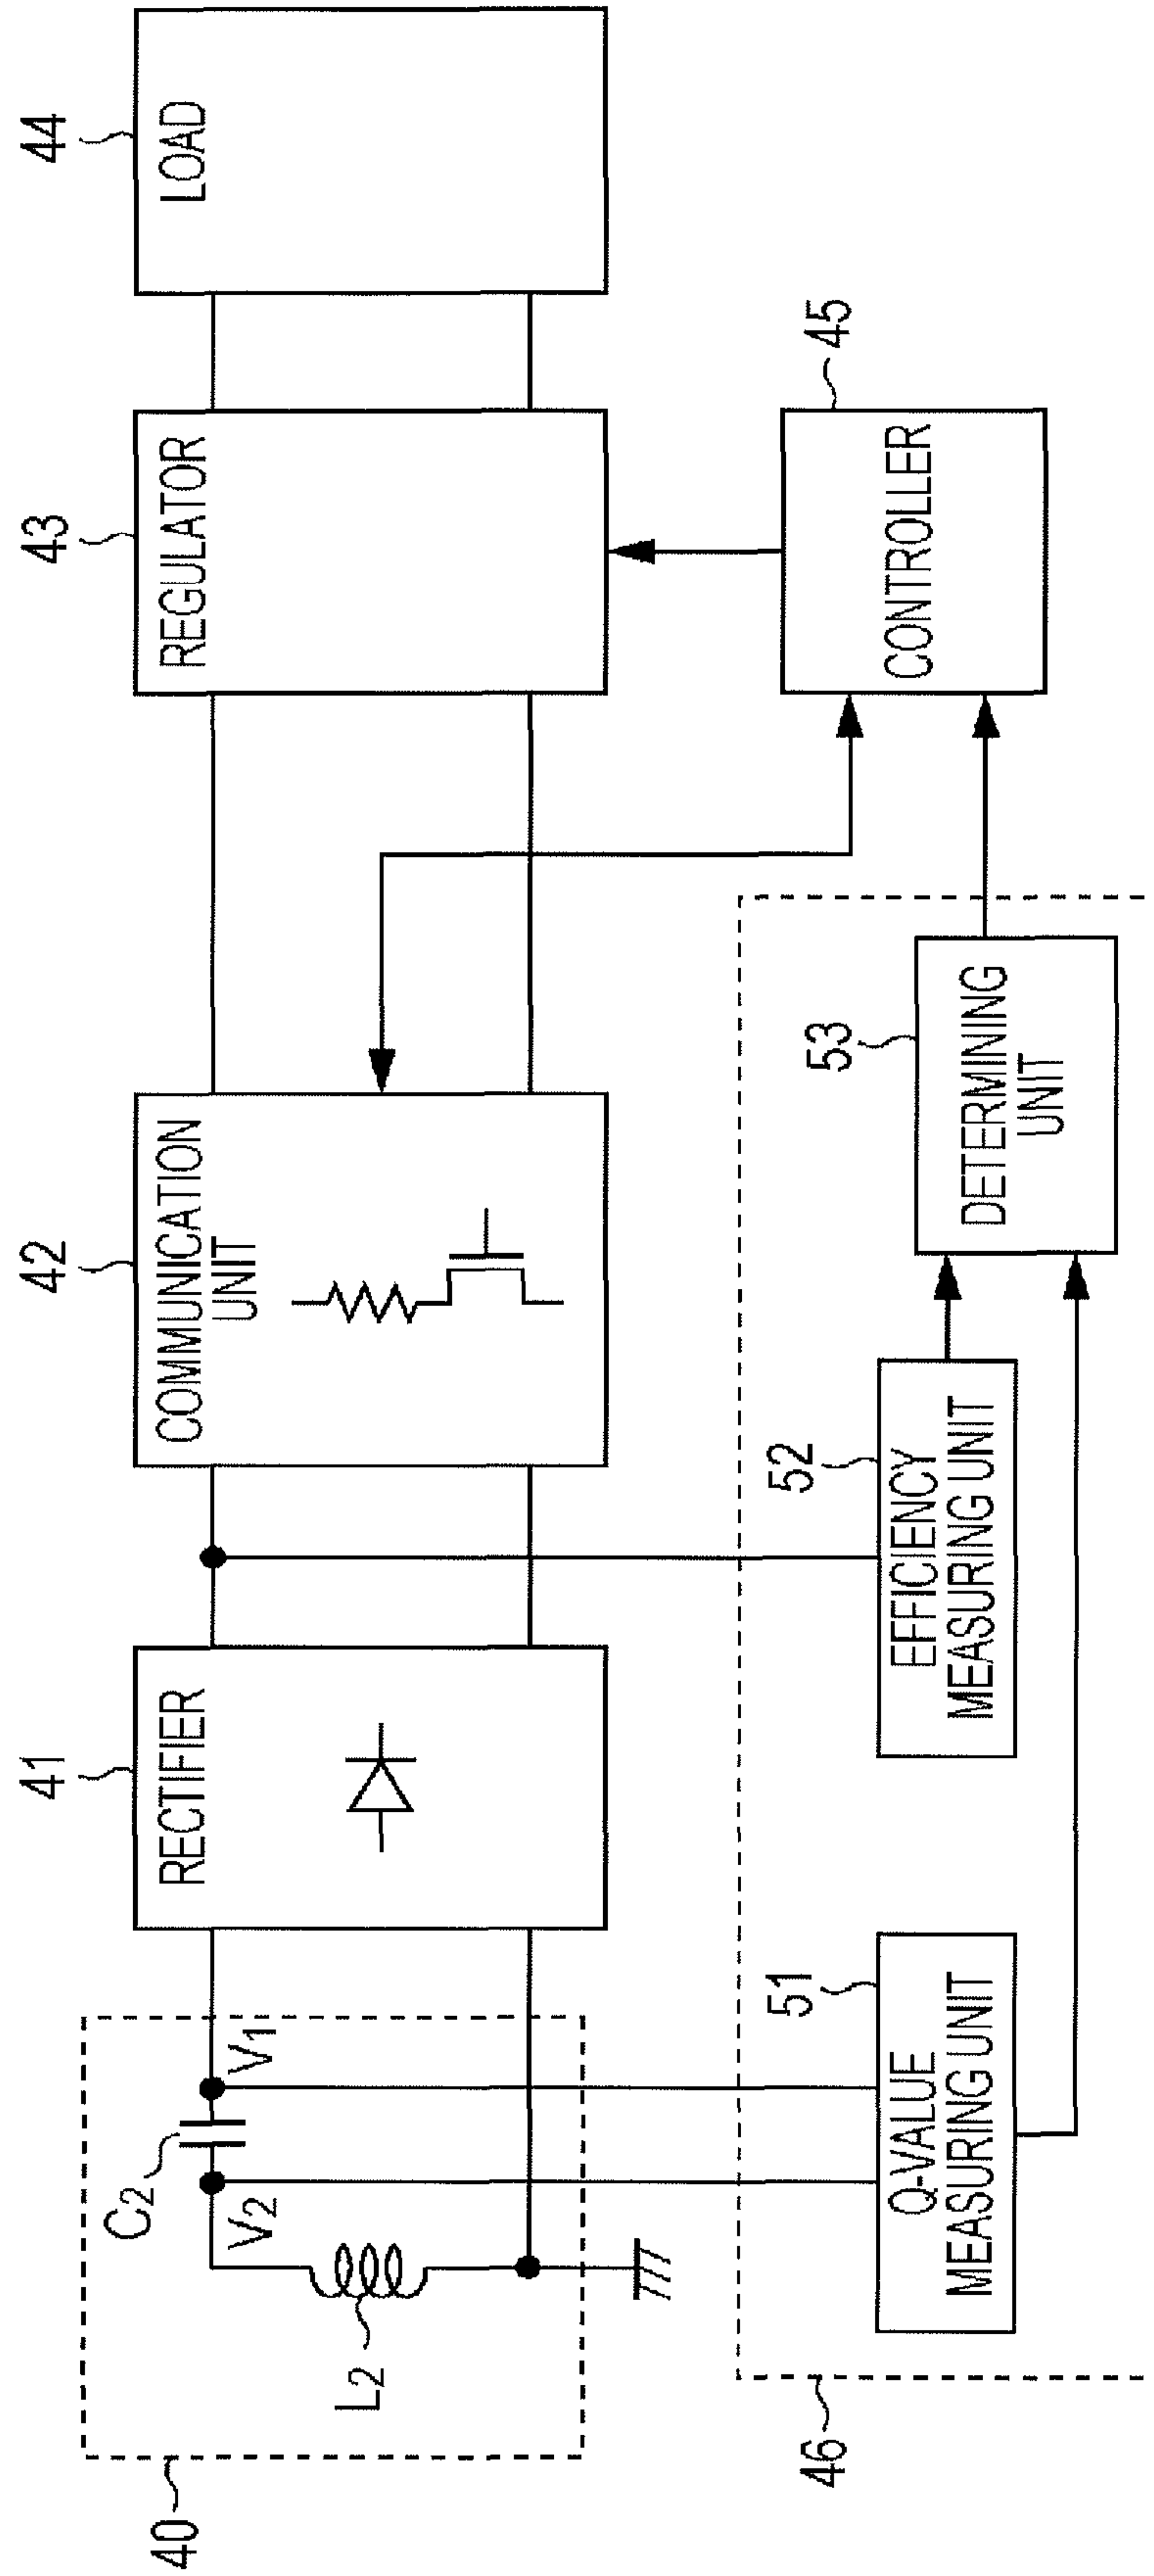 40
C2
V2
V1
L2
41
RECTIFIER
42
COMMUNICATION
UNIT
43
REGULATOR
44
LOAD
45
CONTROLLER
46
51
Q-VALUE
MEASURING UNIT
52
EFFICIENCY
MEASURING UNIT
53
DETERMINING
UNIT